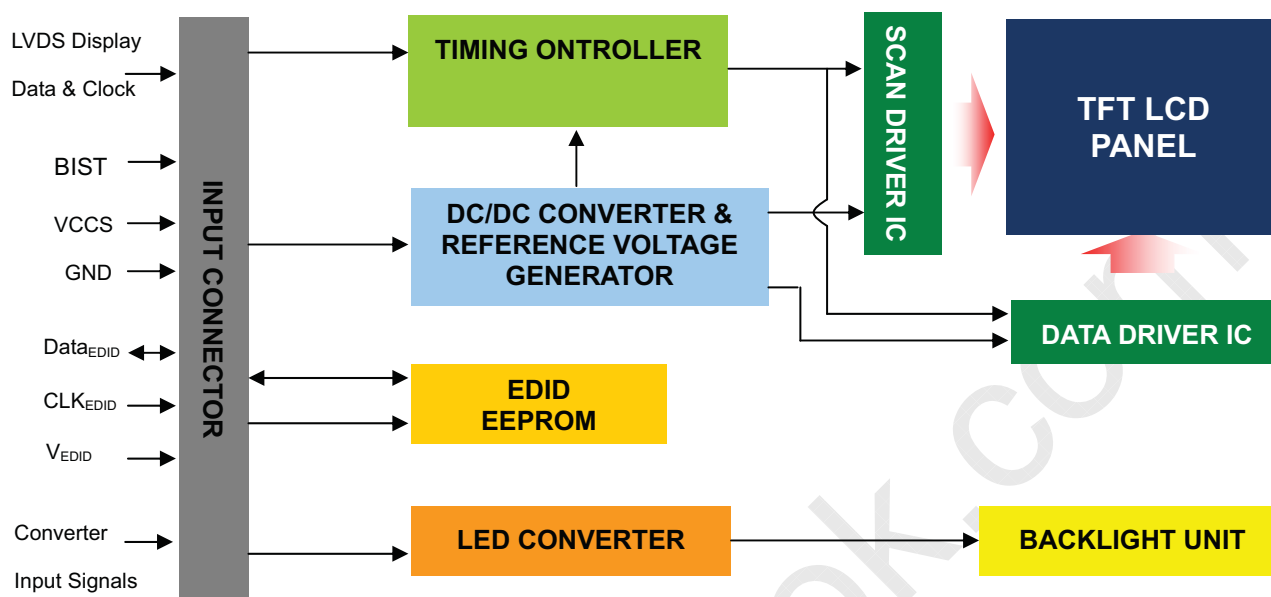 LVDS Display
Data & Clock
BIST
VCCS
GND
DataEDID
CLKEDID
VEDID
Converter
Input Signals
INPUT CONNECTOR
TIMING ONTROLLER
DC/DC CONVERTER &
REFERENCE VOLTAGE
GENERATOR
EDID
EEPROM
LED CONVERTER
SCAN DRIVER IC
TFT LCD
PANEL
DATA DRIVER IC
BACKLIGHT UNIT